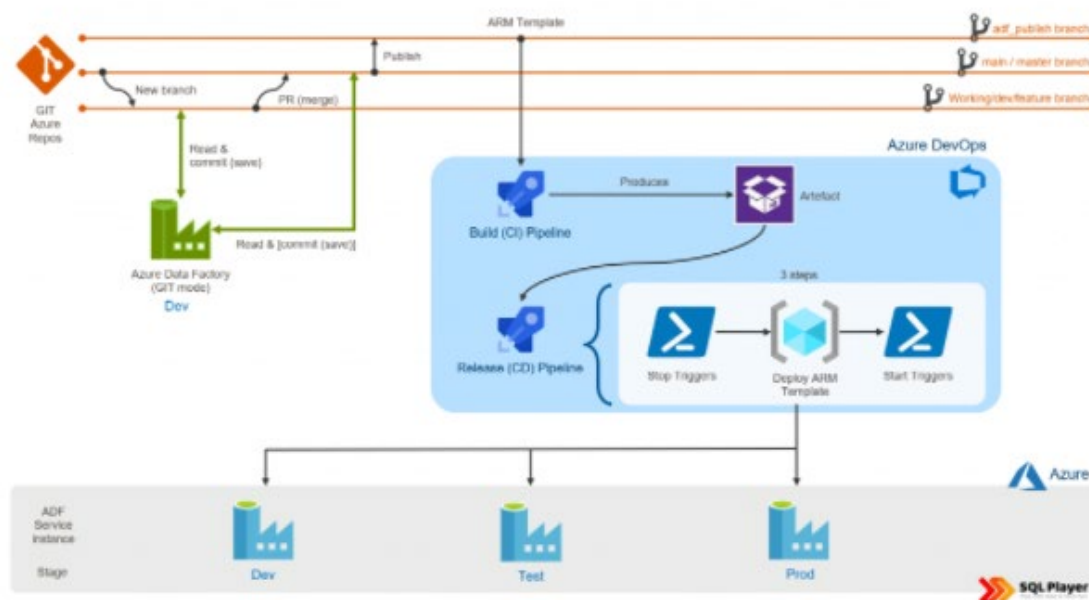 ARM Template
adf_publish branch
Publish
main / master branch
New branch
PR (merge)
Working/dev/feature branch
GIT
Azure
Repos
Read &
commit (save)
Azure DevOps
Produces
Artefact
Build (CI) Pipeline
Read & [commit (save)]
Azure Data Factory
(GIT mode)
Dev
3 steps
Release (CD) Pipeline
Stop Triggers
Deploy ARM
Template
Start Triggers
Azure
ADF
Service
instance
Stage
Dev
Test
Prod
SQL Player